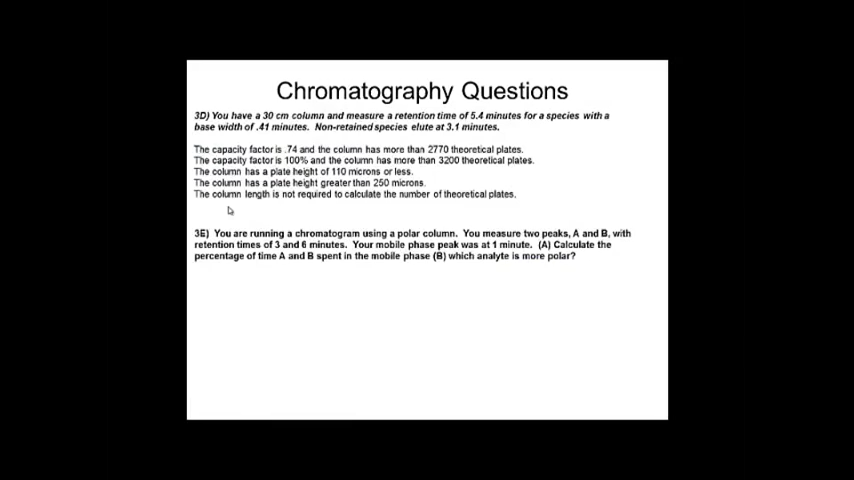 Chromatography Questions
3D) You have a 30 cm column and measure a retention time of 5.4 minutes for a species with a
base width of .41 minutes. Non-retained species elute at 3.1 minutes.
The capacity factor is .74 and the column has more than 2770 theoretical plates.
The capacity factor is 100% and the column has more than 3200 theoretical plates.
The column has a plate height of 110 microns or less.
The column has a plate height greater than 250 microns.
The column length is not required to calculate the number of theoretical plates.
3E) You are running a chromatogram using a polar column. You measure two peaks, A and B, with
retention times of 3 and 6 minutes. Your mobile phase peak was at 1 minute. (A) Calculate the
percentage of time A and B spent in the mobile phase (B) which analyte is more polar?